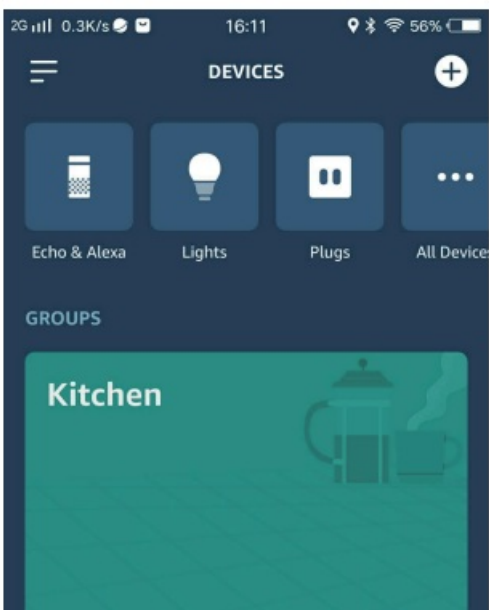 2G 0.3K/s 16:11 56%
DEVICES
Echo & Alexa Lights Plugs All Devices
GROUPS
Kitchen